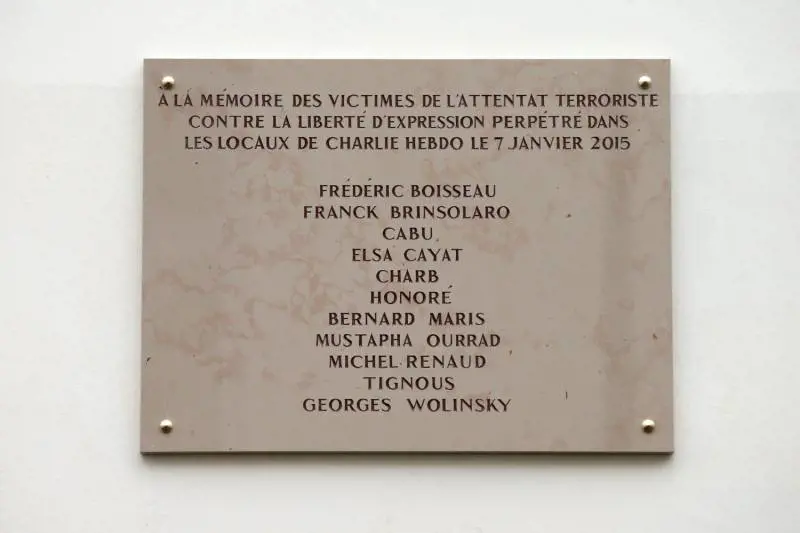 À LA MÉMOIRE DES VICTIMES DE L'ATTENTAT TERRORISTE
CONTRE LA LIBERTÉ D'EXPRESSION PERPÉTRÉ DANS
LES LOCAUX DE CHARLIE HEBDO LE 7 JANVIER 2015
FRÉDÉRIC BOISSEAU
FRANCK BRINSOLARO
CABU
ELSA CAYAT
CHARB
HONORÉ
BERNARD MARIS
MUSTAPHA OURRAD
MICHEL RENAUD
TIGNOUS
GEORGES WOLINSKY